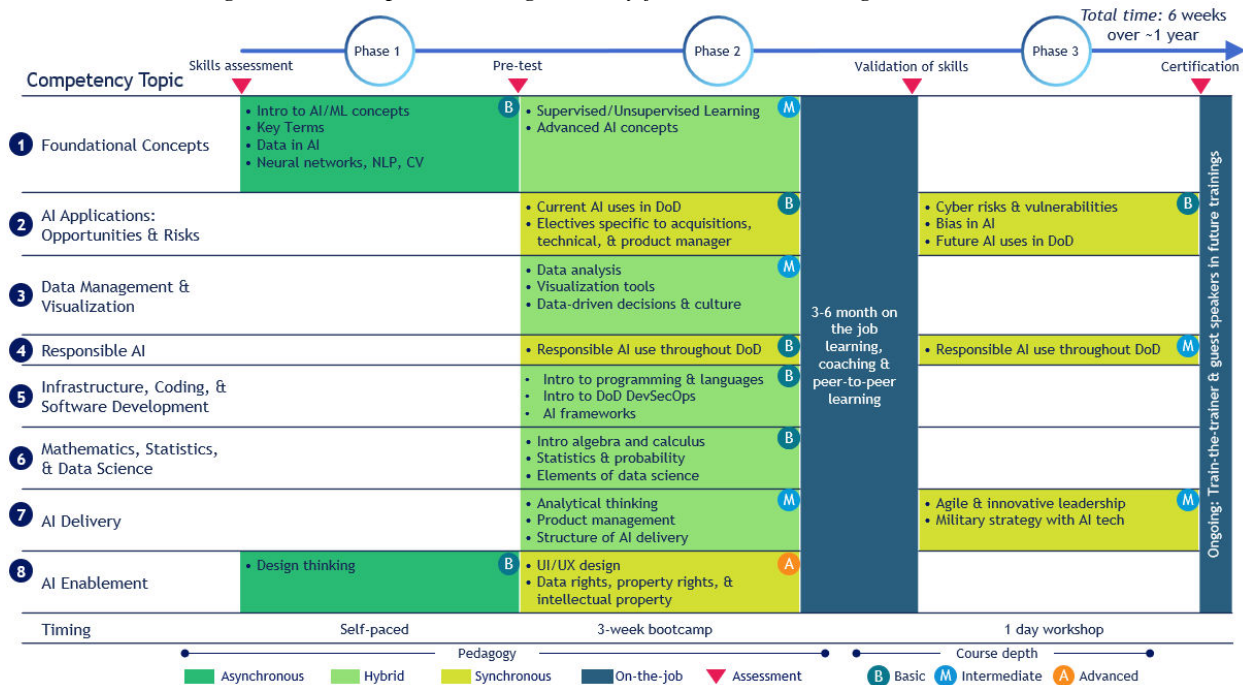 Total time: 6 weeks
over ~1 year
Phase 1
Phase 2
Phase 3
Skills assessment
Pre-test
Validation of skills
Certification
Competency Topic
1
Foundational Concepts
• Intro to AI/ML concepts
• Key Terms
• Data in AI
• Neural networks, NLP, CV
B
• Supervised/Unsupervised Learning
• Advanced AI concepts
M
2
AI Applications:
Opportunities & Risks
• Current AI uses in DoD
• Electives specific to acquisitions,
technical, & product manager
B
• Cyber risks & vulnerabilities
• Bias in AI
• Future AI uses in DoD
B
3
Data Management &
Visualization
• Data analysis
• Visualization tools
• Data-driven decisions & culture
M
4
Responsible AI
• Responsible AI use throughout DoD
B
• Responsible AI use throughout DoD
M
5
Infrastructure, Coding, &
Software Development
• Intro to programming & languages
• Intro to DoD DevSecOps
• AI frameworks
B
6
Mathematics, Statistics,
& Data Science
• Intro algebra and calculus
• Statistics & probability
• Elements of data science
B
7
AI Delivery
• Analytical thinking
• Product management
• Structure of AI delivery
M
• Agile & innovative leadership
• Military strategy with AI tech
M
8
AI Enablement
• Design thinking
B
• UI/UX design
• Data rights, property rights, &
intellectual property
A
3-6 month on
the job
learning,
coaching &
peer-to-peer
learning
Ongoing: Train-the-trainer & guest speakers in future trainings
Timing
Self-paced
3-week bootcamp
1 day workshop
Pedagogy
Course depth
Asynchronous
Hybrid
Synchronous
On-the-job
Assessment
B Basic
M Intermediate
A Advanced